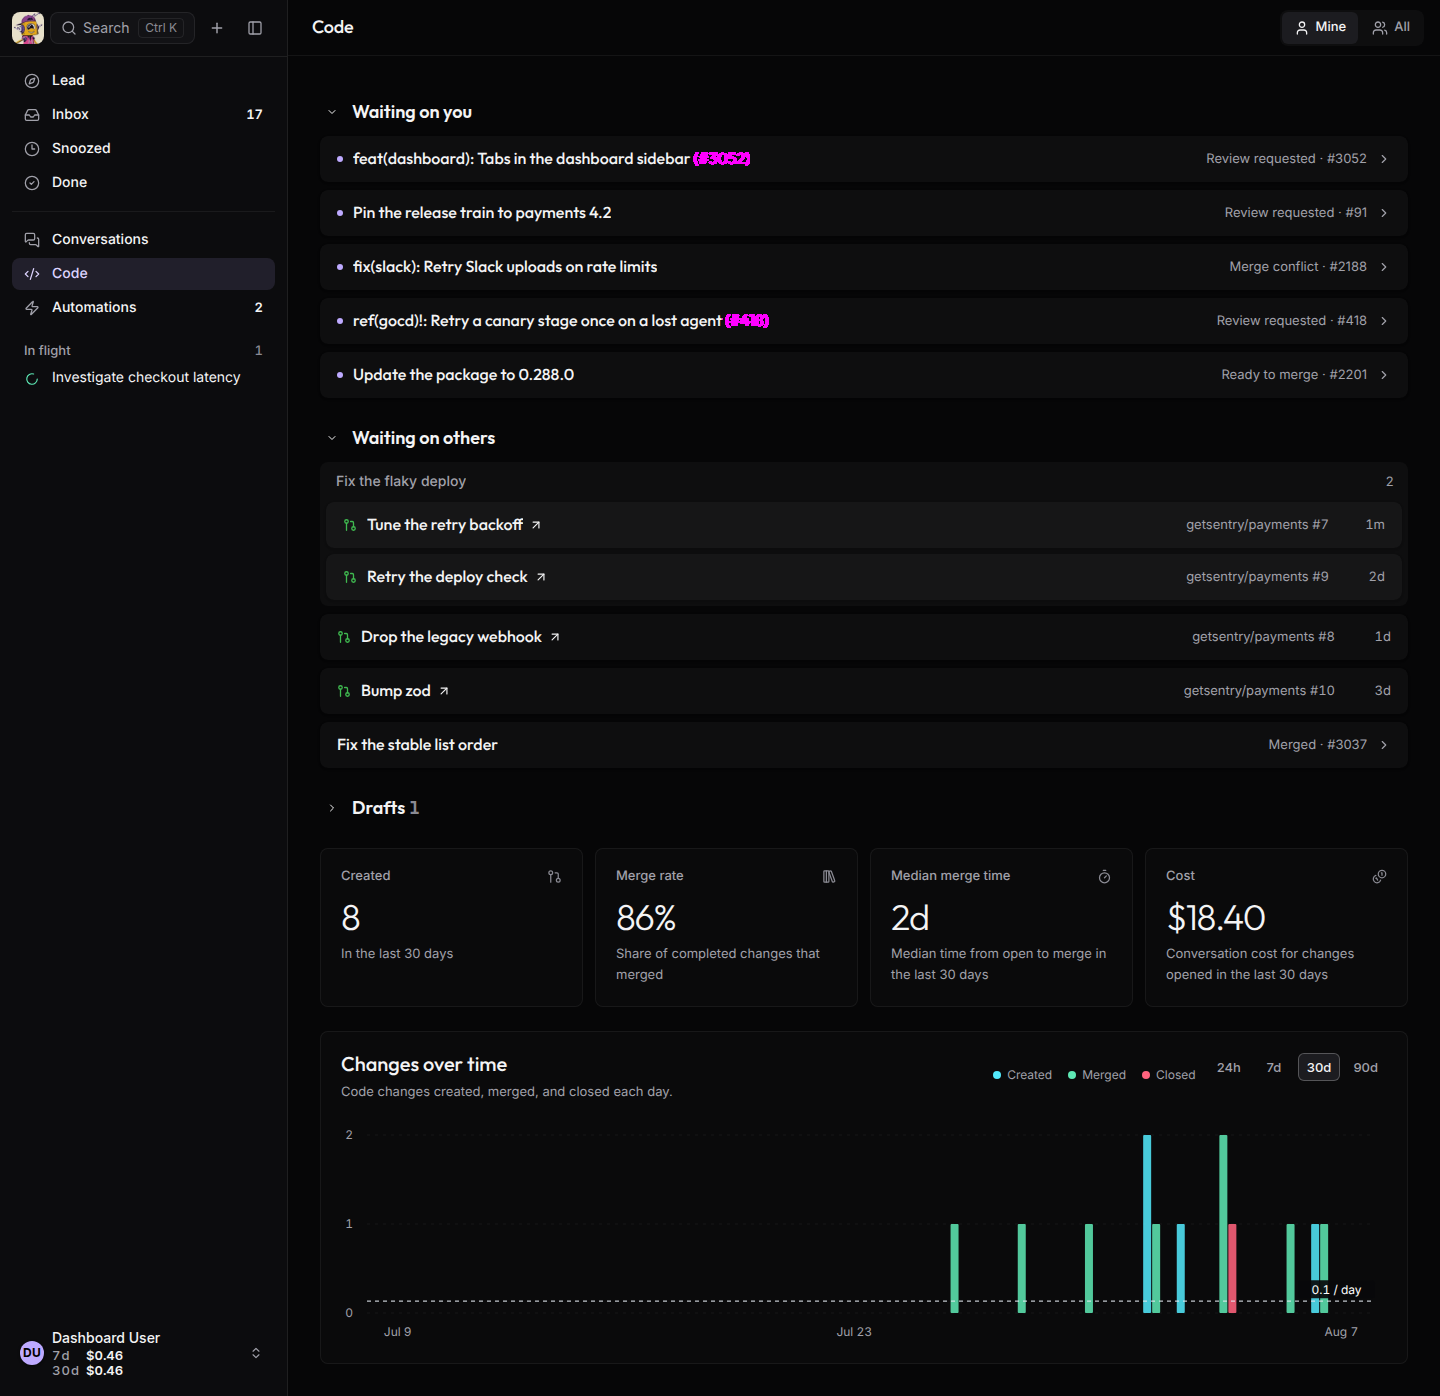 Search Ctrl K
Code
Mine
All
Lead
Inbox 17
Snoozed
Done
Conversations
Code
Automations 2
In flight 1
Investigate checkout latency
Waiting on you
feat(dashboard): Tabs in the dashboard sidebar (#3052)
Review requested · #3052
Pin the release train to payments 4.2
Review requested · #91
fix(slack): Retry Slack uploads on rate limits
Merge conflict · #2188
ref(gocd)!: Retry a canary stage once on a lost agent
Review requested · #418
Update the package to 0.288.0
Ready to merge · #2201
Waiting on others
Fix the flaky deploy 2
Tune the retry backoff
getsentry/payments #7 1m
Retry the deploy check
getsentry/payments #9 2d
Drop the legacy webhook
getsentry/payments #8 1d
Bump zod
getsentry/payments #10 3d
Fix the stable list order
Merged · #3037
Drafts 1
Created
8
In the last 30 days
Merge rate
86%
Share of completed changes that
merged
Median merge time
2d
Median time from open to merge in
the last 30 days
Cost
$18.40
Conversation cost for changes
opened in the last 30 days
Changes over time
Code changes created, merged, and closed each day.
Created Merged Closed
24h 7d 30d 90d
2
1
0
0.1 / day
Jul 9 Jul 23 Aug 7
DU
Dashboard User
7d $0.46
30d $0.46